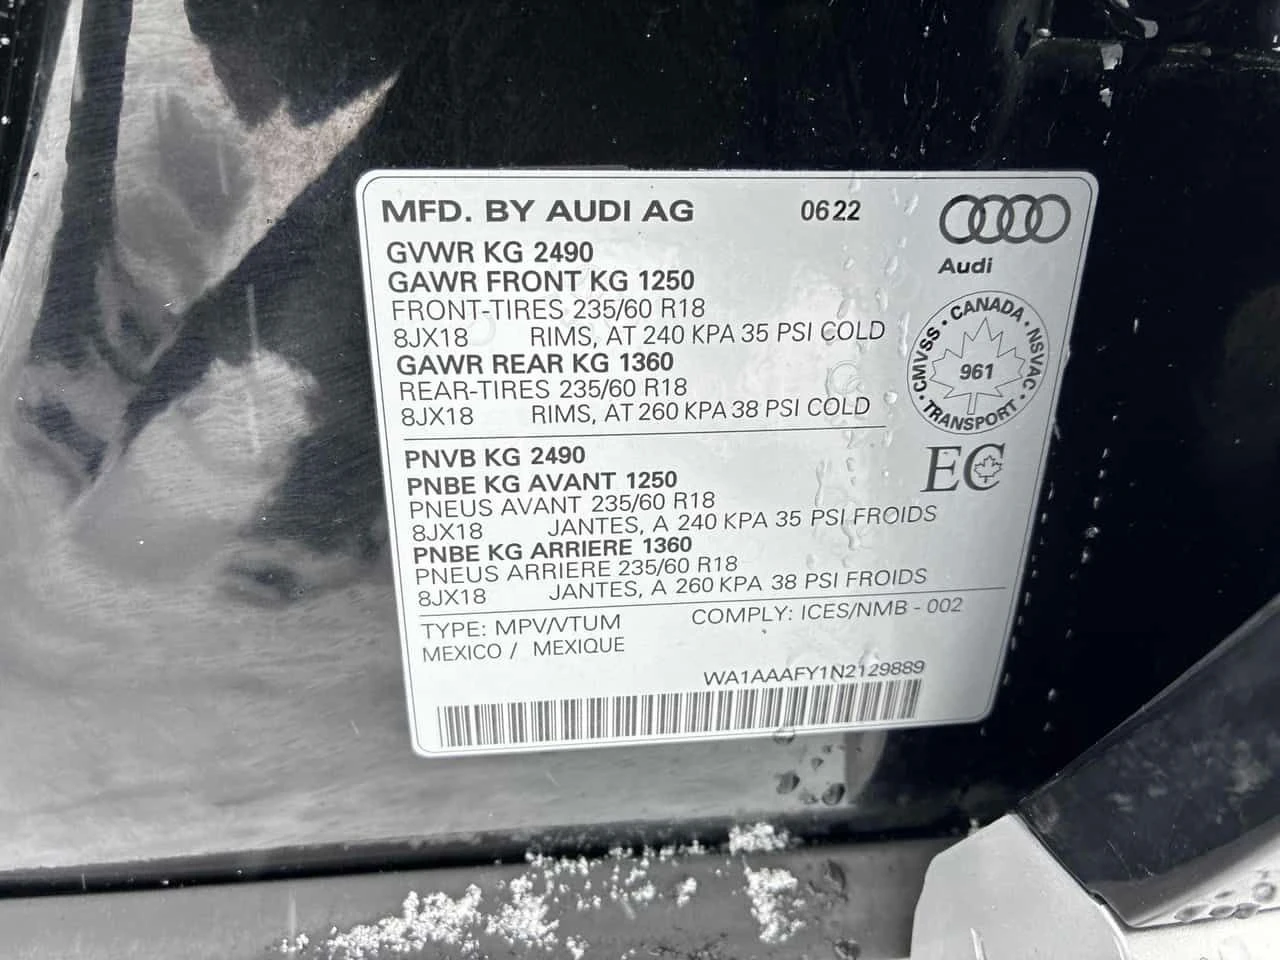 MFD. BY AUDI AG 0622
Audi
GVWR KG 2490
GAWR FRONT KG 1250
FRONT-TIRES 235/60 R18
8JX18 RIMS, AT 240 KPA 35 PSI COLD
GAWR REAR KG 1360
REAR-TIRES 235/60 R18
8JX18 RIMS, AT 260 KPA 38 PSI COLD
CMVSS · CANADA · NSVAC · TRANSPORT ·
961
EC
PNVB KG 2490
PNBE KG AVANT 1250
PNEUS AVANT 235/60 R18
8JX18 JANTES, A 240 KPA 35 PSI FROIDS
PNBE KG ARRIERE 1360
PNEUS ARRIERE 235/60 R18
8JX18 JANTES, A 260 KPA 38 PSI FROIDS
TYPE: MPV/VTUM COMPLY: ICES/NMB - 002
MEXICO / MEXIQUE
WA1AAAFY1N2129889